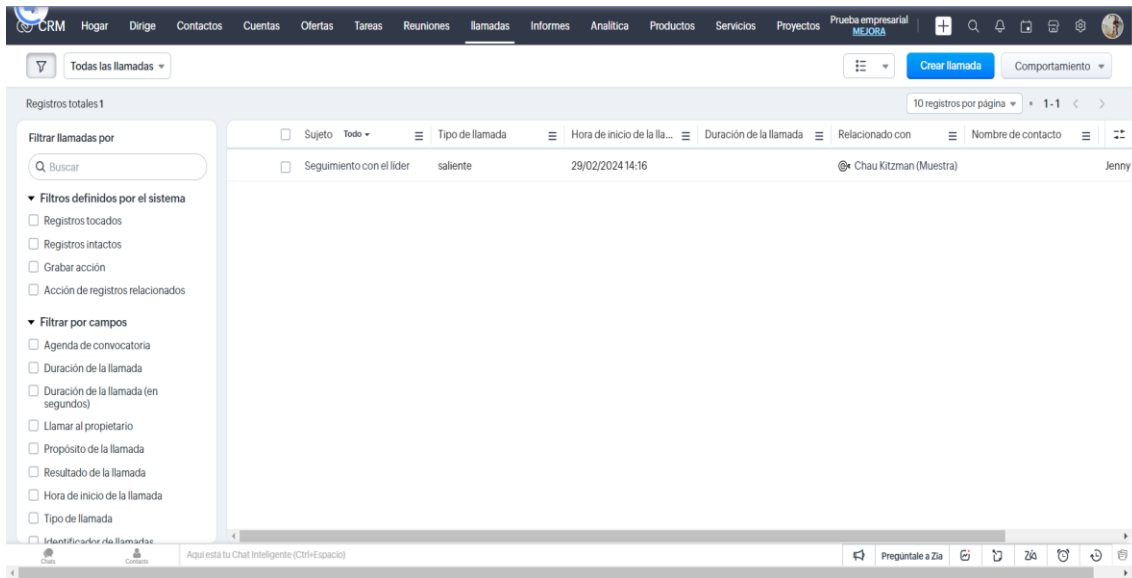 CRM Hogar Dirige Contactos Cuentas Ofertas Tareas Reuniones llamadas Informes Analítica Productos Servicios Proyectos Prueba empresarial
MEJORA
Todas las llamadas Crear llamada Comportamiento
Registros totales 1 10 registros por página 1-1
Filtrar llamadas por
Buscar
Filtros definidos por el sistema
Registros tocados
Registros intactos
Grabar acción
Acción de registros relacionados
Filtrar por campos
Agenda de convocatoria
Duración de la llamada
Duración de la llamada (en
segundos)
Llamar al propietario
Propósito de la llamada
Resultado de la llamada
Hora de inicio de la llamada
Tipo de llamada
Identificador de llamadas
Sujeto Todo Tipo de llamada Hora de inicio de la lla... Duración de la llamada Relacionado con Nombre de contacto
Seguimiento con el líder saliente 29/02/2024 14:16 Chau Kitzman (Muestra) Jenny
Chats Contacts Aquí está tu Chat Inteligente (Ctrl+Espacio) Pregúntale a Zia